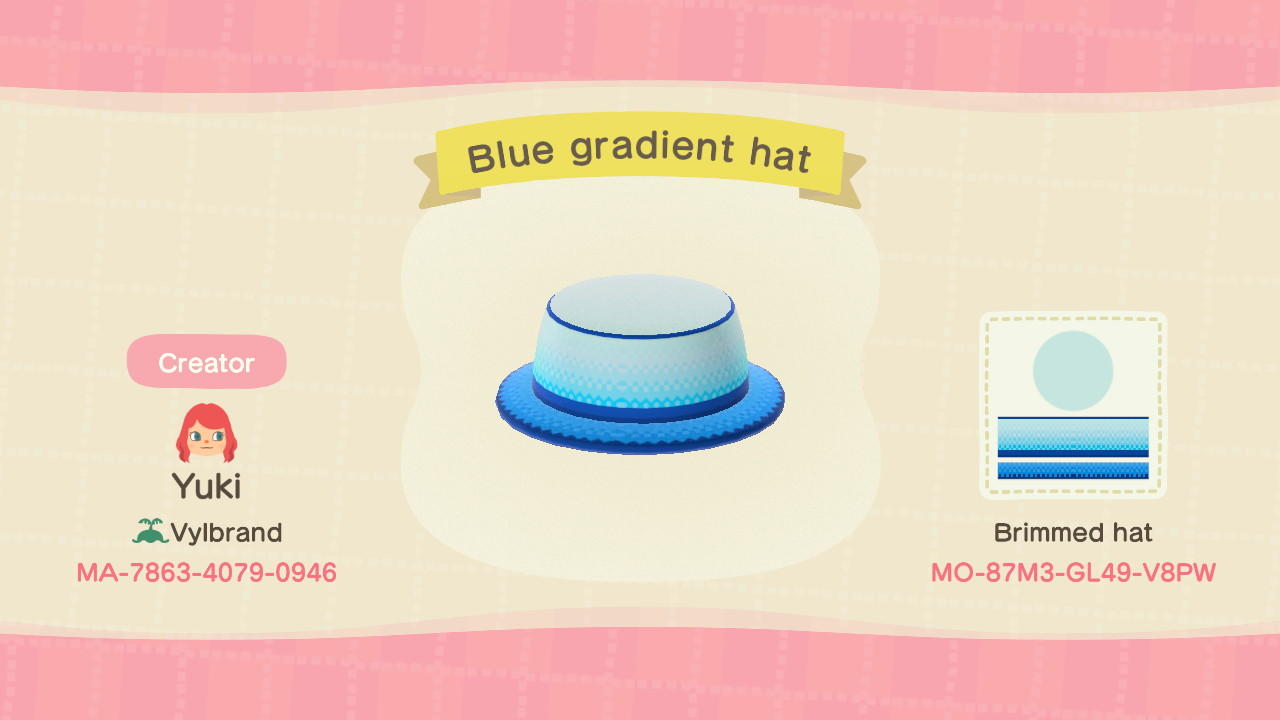 Blue gradient hat
Creator
Yuki
Vylbrand
MA-7863-4079-0946
Brimmed hat
MO-87M3-GL49-V8PW